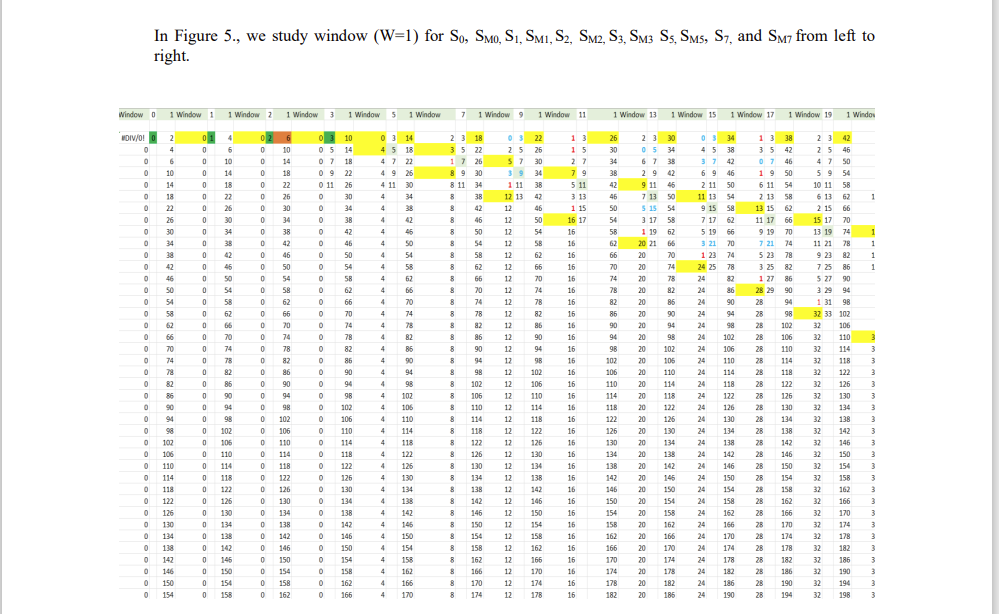 In Figure 5., we study window (W=1) for S0, SM0, S1, SM1, S2, SM2, S3, SM3 S5, SM5, S7, and SM7 from left to
right.
Window 0 1 Window 1 1 Window 2 1 Window 3 1 Window 5 1 Window 7 1 Window 9 1 Window 11 1 Window 13 1 Window 15 1 Window 17 1 Window 19 1 Window
#DIV/0! 0 2 0 1 4 0 2 6 0 3 10 0 3 14 2 3 18 0 3 22 1 3 26 2 3 30 0 3 34 1 3 38 2 3 42
0 4 0 6 0 10 0 5 14 4 5 18 3 5 22 2 5 26 1 5 30 0 5 34 4 5 38 3 5 42 2 5 46
0 6 0 10 0 14 0 7 18 4 7 22 1 7 26 5 7 30 2 7 34 6 7 38 3 7 42 0 7 46 4 7 50
0 10 0 14 0 18 0 9 22 4 9 26 8 9 30 3 9 34 7 9 38 2 9 42 6 9 46 1 9 50 5 9 54
0 14 0 18 0 22 0 11 26 4 11 30 8 11 34 1 11 38 5 11 42 9 11 46 2 11 50 6 11 54 10 11 58
0 18 0 22 0 26 0 30 4 34 8 38 12 13 42 3 13 46 7 13 50 11 13 54 2 13 58 6 13 62 1
0 22 0 26 0 30 0 34 4 38 8 42 12 46 1 15 50 5 15 54 9 15 58 13 15 62 2 15 66
0 26 0 30 0 34 0 38 4 42 8 46 12 50 16 17 54 3 17 58 7 17 62 11 17 66 15 17 70
0 30 0 34 0 38 0 42 4 46 8 50 12 54 16 58 1 19 62 5 19 66 9 19 70 13 19 74 1
0 34 0 38 0 42 0 46 4 50 8 54 12 58 16 62 20 21 66 3 21 70 7 21 74 11 21 78 1
0 38 0 42 0 46 0 50 4 54 8 58 12 62 16 66 20 70 1 23 74 5 23 78 9 23 82 1
0 42 0 46 0 50 0 54 4 58 8 62 12 66 16 70 20 74 24 25 78 3 25 82 7 25 86 1
0 46 0 50 0 54 0 58 4 62 8 66 12 70 16 74 20 78 24 82 1 27 86 5 27 90
0 50 0 54 0 58 0 62 4 66 8 70 12 74 16 78 20 82 24 86 28 29 90 3 29 94
0 54 0 58 0 62 0 66 4 70 8 74 12 78 16 82 20 86 24 90 28 94 1 31 98
0 58 0 62 0 66 0 70 4 74 8 78 12 82 16 86 20 90 24 94 28 98 32 33 102
0 62 0 66 0 70 0 74 4 78 8 82 12 86 16 90 20 94 24 98 28 102 32 106
0 66 0 70 0 74 0 78 4 82 8 86 12 90 16 94 20 98 24 102 28 106 32 110 3
0 70 0 74 0 78 0 82 4 86 8 90 12 94 16 98 20 102 24 106 28 110 32 114 3
0 74 0 78 0 82 0 86 4 90 8 94 12 98 16 102 20 106 24 110 28 114 32 118 3
0 78 0 82 0 86 0 90 4 94 8 98 12 102 16 106 20 110 24 114 28 118 32 122 3
0 82 0 86 0 90 0 94 4 98 8 102 12 106 16 110 20 114 24 118 28 122 32 126 3
0 86 0 90 0 94 0 98 4 102 8 106 12 110 16 114 20 118 24 122 28 126 32 130 3
0 90 0 94 0 98 0 102 4 106 8 110 12 114 16 118 20 122 24 126 28 130 32 134 3
0 94 0 98 0 102 0 106 4 110 8 114 12 118 16 122 20 126 24 130 28 134 32 138 3
0 98 0 102 0 106 0 110 4 114 8 118 12 122 16 126 20 130 24 134 28 138 32 142 3
0 102 0 106 0 110 0 114 4 118 8 122 12 126 16 130 20 134 24 138 28 142 32 146 3
0 106 0 110 0 114 0 118 4 122 8 126 12 130 16 134 20 138 24 142 28 146 32 150 3
0 110 0 114 0 118 0 122 4 126 8 130 12 134 16 138 20 142 24 146 28 150 32 154 3
0 114 0 118 0 122 0 126 4 130 8 134 12 138 16 142 20 146 24 150 28 154 32 158 3
0 118 0 122 0 126 0 130 4 134 8 138 12 142 16 146 20 150 24 154 28 158 32 162 3
0 122 0 126 0 130 0 134 4 138 8 142 12 146 16 150 20 154 24 158 28 162 32 166 3
0 126 0 130 0 134 0 138 4 142 8 146 12 150 16 154 20 158 24 162 28 166 32 170 3
0 130 0 134 0 138 0 142 4 146 8 150 12 154 16 158 20 162 24 166 28 170 32 174 3
0 134 0 138 0 142 0 146 4 150 8 154 12 158 16 162 20 166 24 170 28 174 32 178 3
0 138 0 142 0 146 0 150 4 154 8 158 12 162 16 166 20 170 24 174 28 178 32 182 3
0 142 0 146 0 150 0 154 4 158 8 162 12 166 16 170 20 174 24 178 28 182 32 186 3
0 146 0 150 0 154 0 158 4 162 8 166 12 170 16 174 20 178 24 182 28 186 32 190 3
0 150 0 154 0 158 0 162 4 166 8 170 12 174 16 178 20 182 24 186 28 190 32 194 3
0 154 0 158 0 162 0 166 4 170 8 174 12 178 16 182 20 186 24 190 28 194 32 198 3